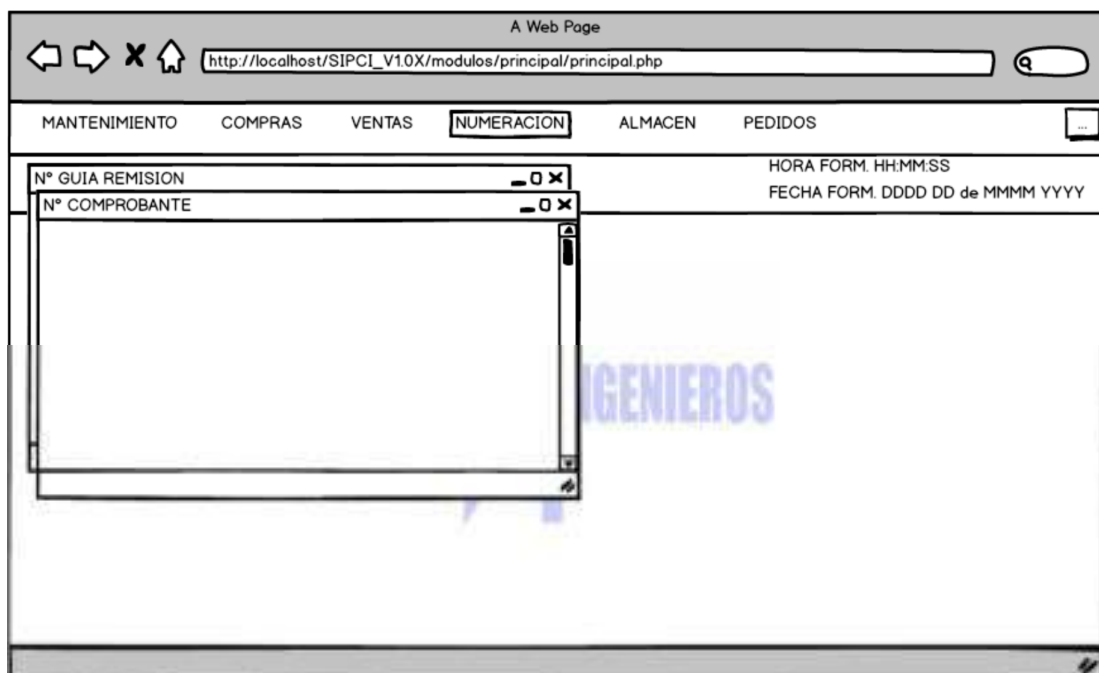 A Web Page
http://localhost/SIPCI_V1.0X/modulos/principal/principal.php
MANTENIMIENTO COMPRAS VENTAS NUMERACION ALMACEN PEDIDOS ...
HORA FORM. HH:MM:SS
FECHA FORM. DDDD DD de MMMM YYYY
N° GUIA REMISION
N° COMPROBANTE